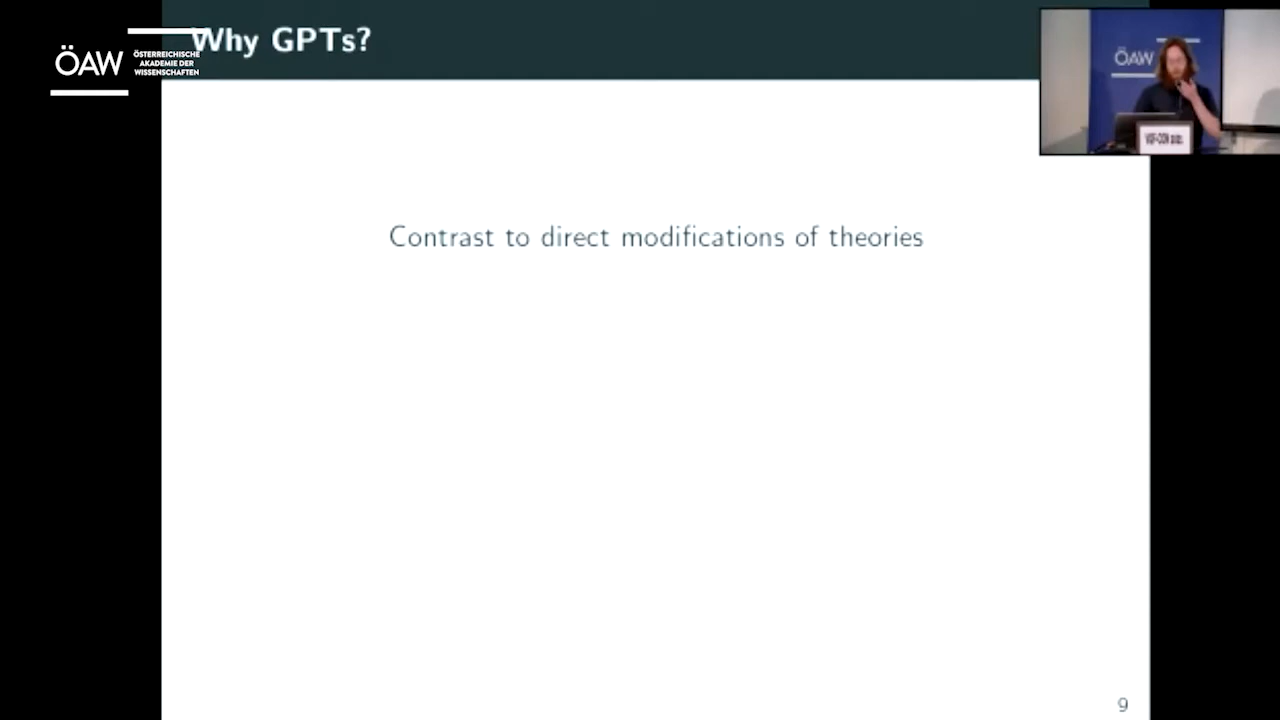 Why GPTs?
ÖAW
ÖSTERREICHISCHE
AKADEMIE DER
WISSENSCHAFTEN
ÖAW
Contrast to direct modifications of theories
9